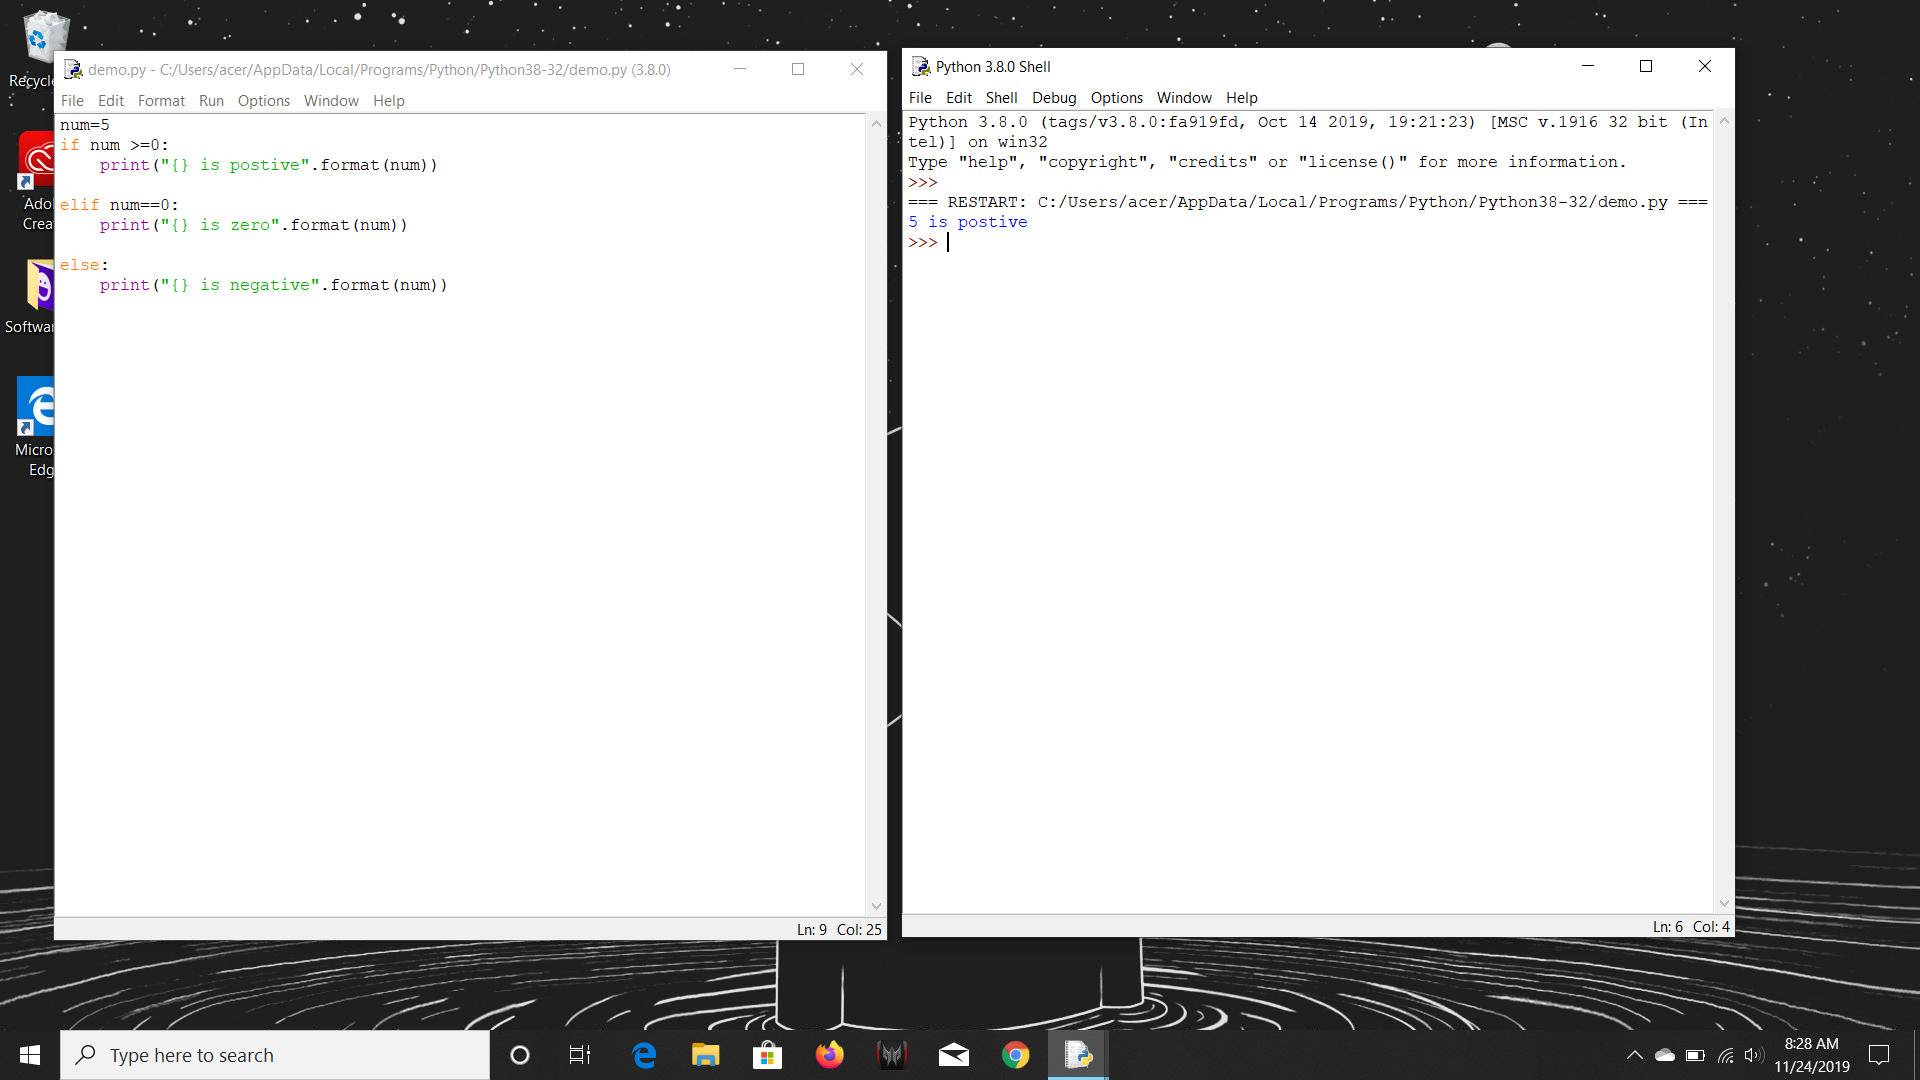 Recycle
Ado
Crea
Softwar
Micro
Edg
demo.py - C:/Users/acer/AppData/Local/Programs/Python/Python38-32/demo.py (3.8.0)
File Edit Format Run Options Window Help
num=5
if num >=0:
    print("{} is postive".format(num))
elif num==0:
    print("{} is zero".format(num))
else:
    print("{} is negative".format(num))
Ln: 9 Col: 25
Python 3.8.0 Shell
File Edit Shell Debug Options Window Help
Python 3.8.0 (tags/v3.8.0:fa919fd, Oct 14 2019, 19:21:23) [MSC v.1916 32 bit (In
tel)] on win32
Type "help", "copyright", "credits" or "license()" for more information.
>>>
=== RESTART: C:/Users/acer/AppData/Local/Programs/Python/Python38-32/demo.py ===
5 is postive
>>>
Ln: 6 Col: 4
Type here to search
8:28 AM
11/24/2019